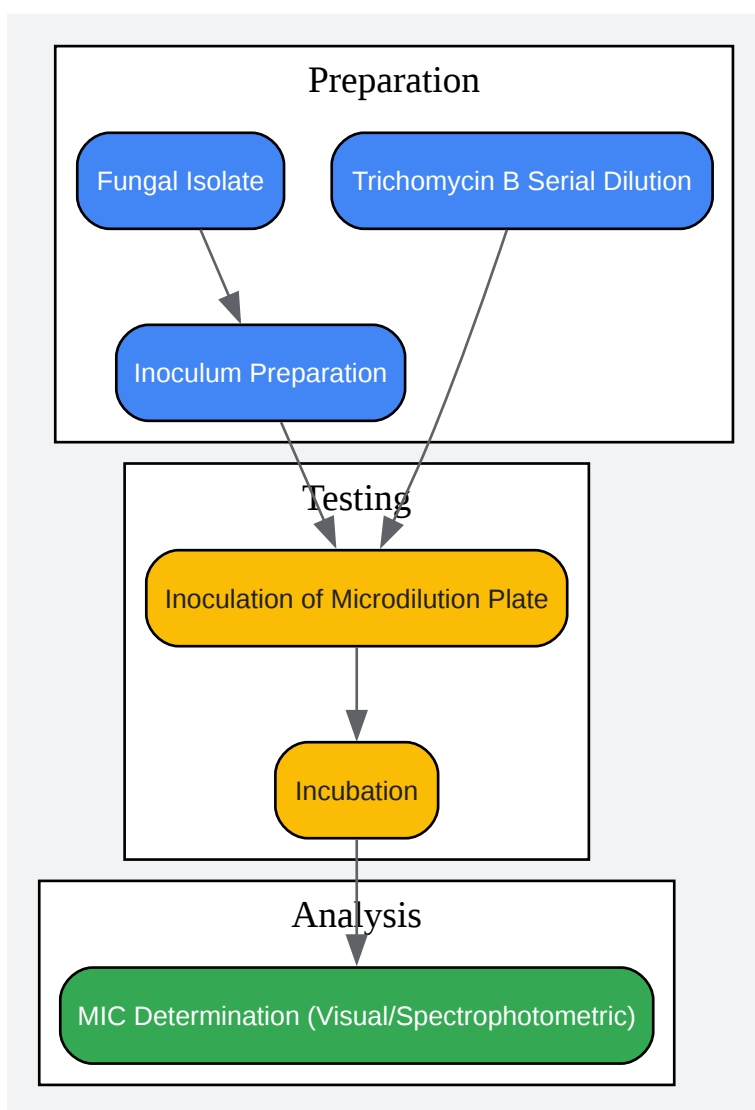 Preparation
Fungal Isolate
Trichomycin B Serial Dilution
Inoculum Preparation
Testing
Inoculation of Microdilution Plate
Incubation
Analysis
MIC Determination (Visual/Spectrophotometric)